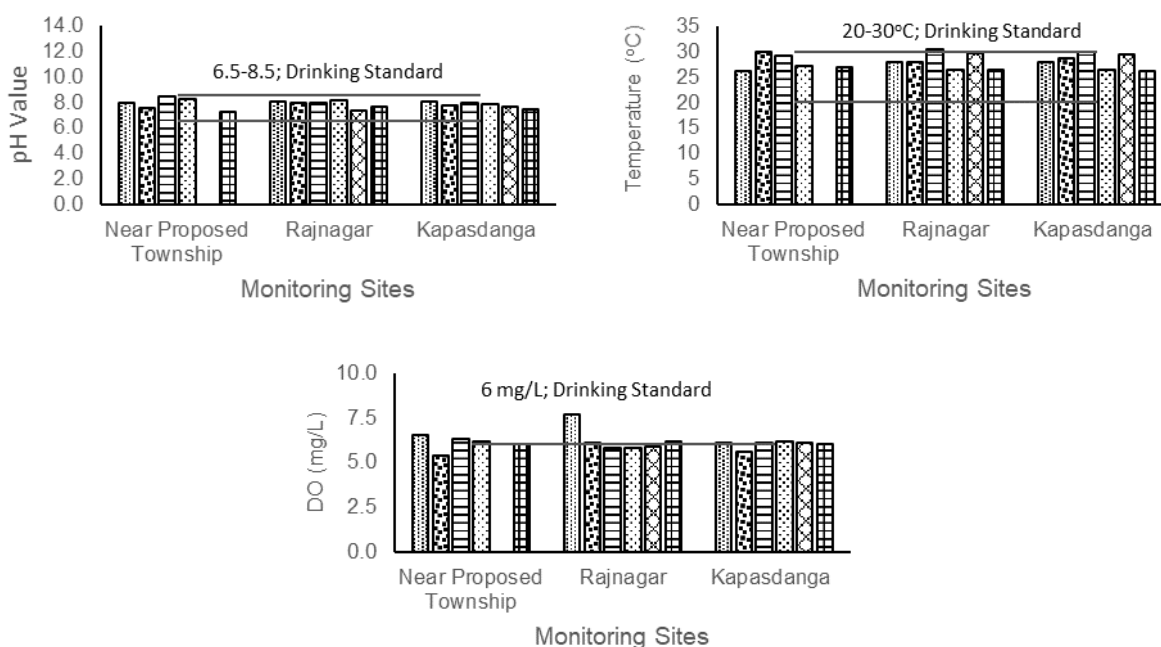 pH Value
14.0
12.0
10.0
8.0
6.0
4.0
2.0
0.0
6.5-8.5; Drinking Standard
Near Proposed
Township
Rajnagar
Kapasdanga
Monitoring Sites
Temperature (oC)
35
30
25
20
15
10
5
0
20-30oC; Drinking Standard
Near Proposed
Township
Rajnagar
Kapasdanga
Monitoring Sites
DO (mg/L)
10.0
7.5
5.0
2.5
0.0
6 mg/L; Drinking Standard
Near Proposed
Township
Rajnagar
Kapasdanga
Monitoring Sites